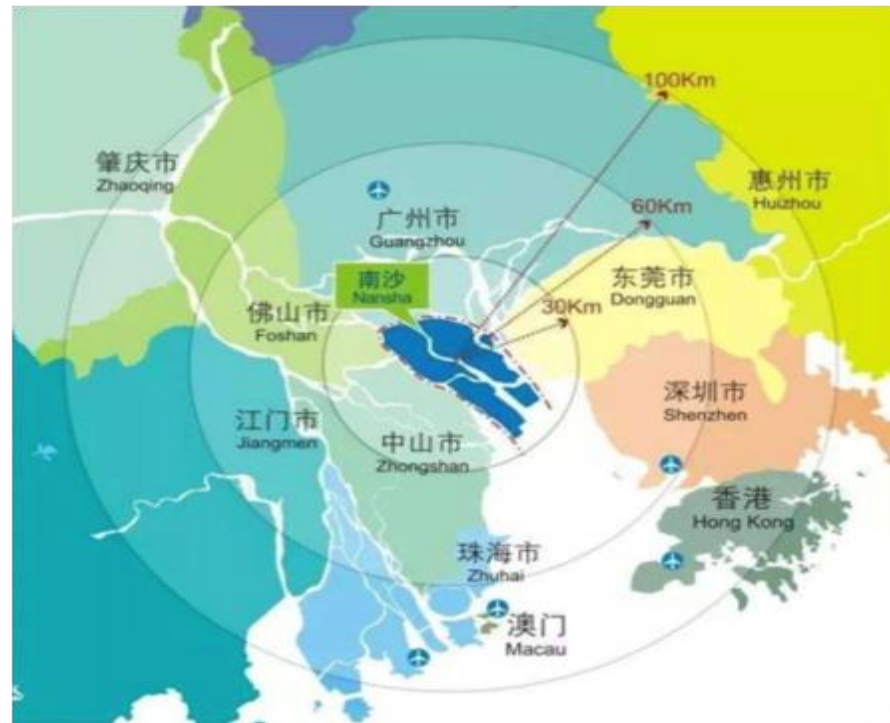 100Km
肇庆市
Zhaoqing
惠州市
Huizhou
60Km
广州市
Guangzhou
南沙
Nansha
东莞市
Dongguan
30Km
佛山市
Foshan
深圳市
Shenzhen
江门市
Jiangmen
中山市
Zhongshan
香港
Hong Kong
珠海市
Zhuhai
澳门
Macau